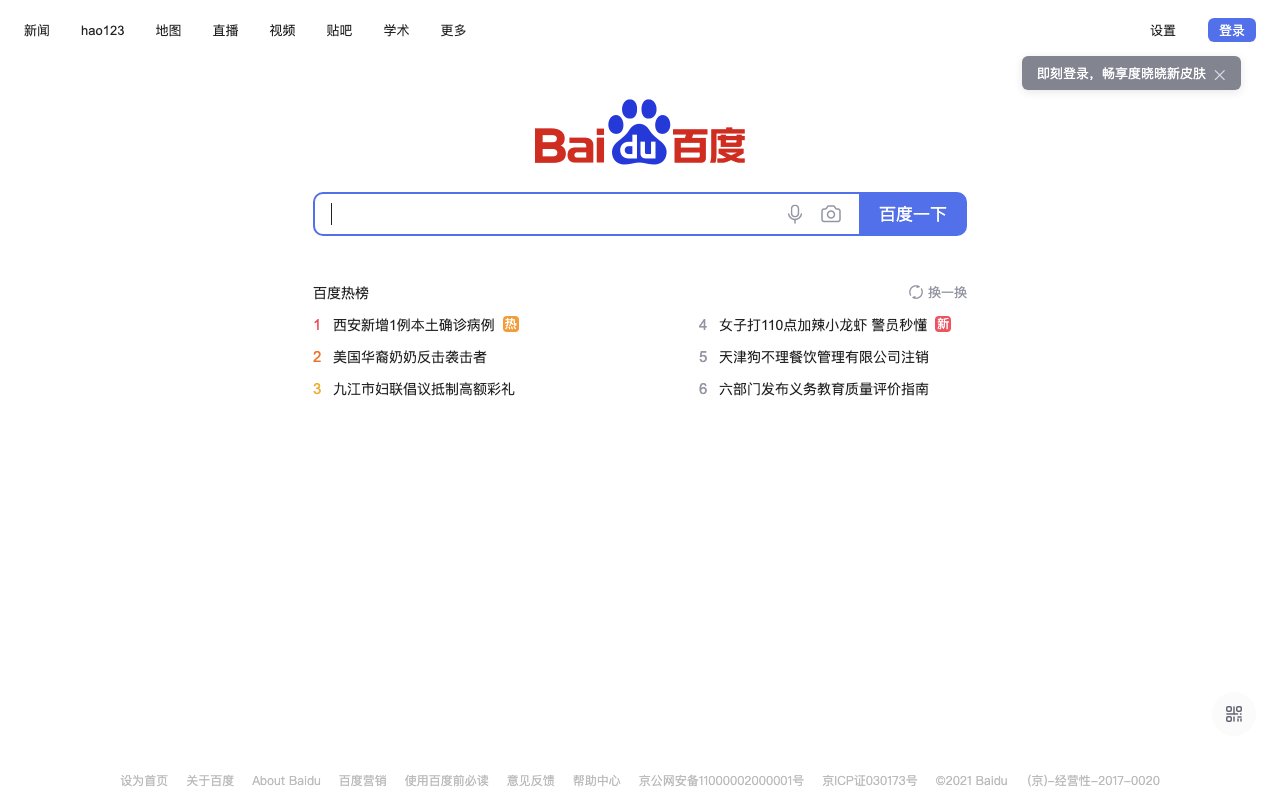 新闻 hao123 地图 直播 视频 贴吧 学术 更多 设置 登录
即刻登录，畅享度晓晓新皮肤
Bai du 百度
百度一下
百度热榜 换一换
1 西安新增1例本土确诊病例 热
2 美国华裔奶奶反击袭击者
3 九江市妇联倡议抵制高额彩礼
4 女子打110点加辣小龙虾 警员秒懂 新
5 天津狗不理餐饮管理有限公司注销
6 六部门发布义务教育质量评价指南
设为首页 关于百度 About Baidu 百度营销 使用百度前必读 意见反馈 帮助中心 京公网安备11000002000001号 京ICP证030173号 ©2021 Baidu (京)-经营性-2017-0020